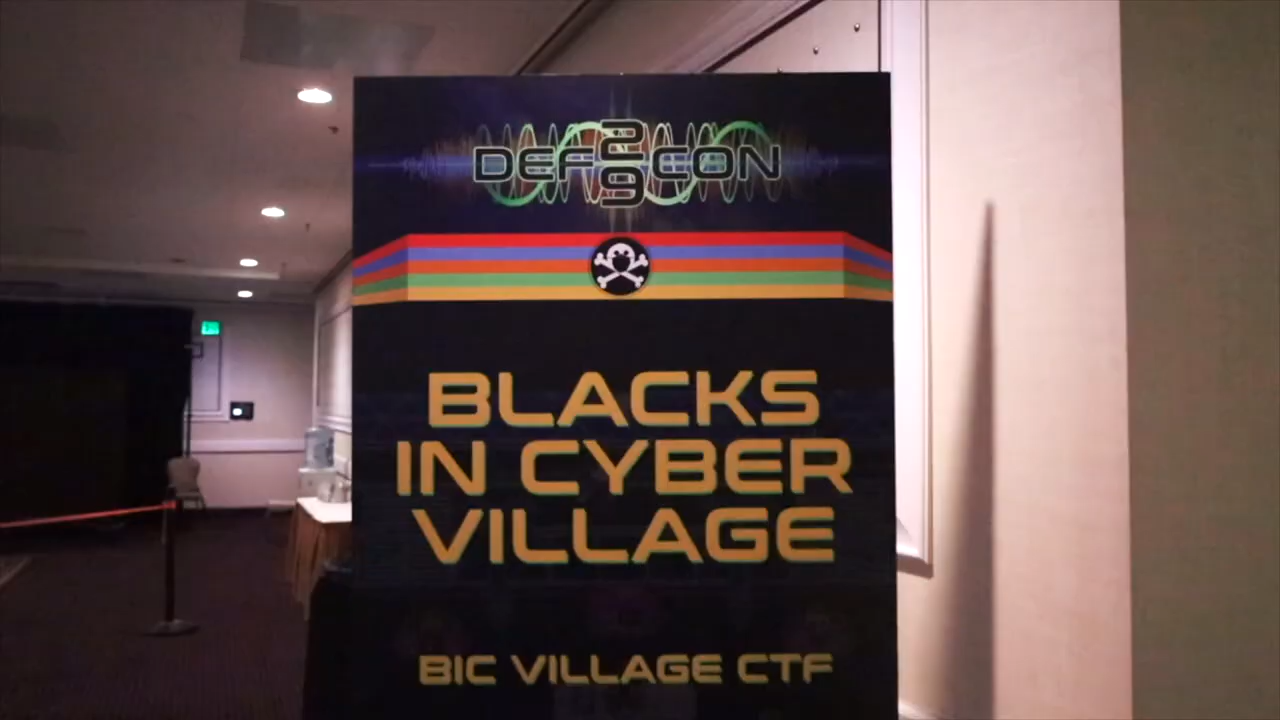 DEF 29 CON
BLACKS
IN CYBER
VILLAGE
BIC VILLAGE CTF